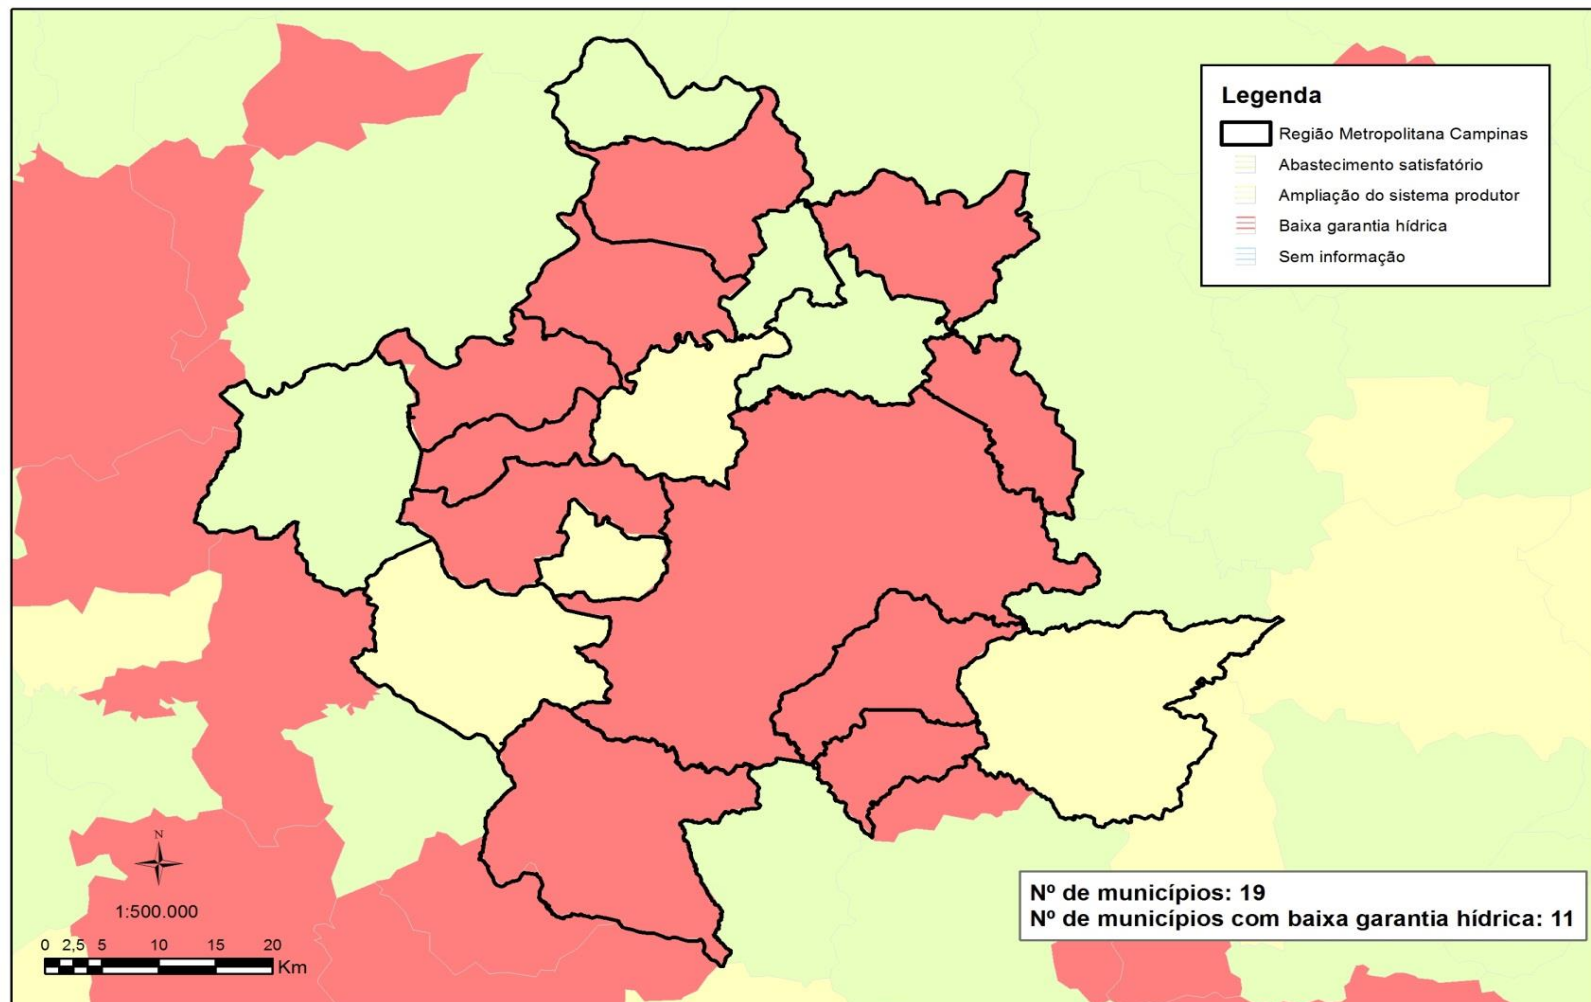 Legenda
Região Metropolitana Campinas
Abastecimento satisfatório
Ampliação do sistema produtor
Baixa garantia hídrica
Sem informação
N
1:500.000
0 2,5 5 10 15 20
Km
Nº de municípios: 19
Nº de municípios com baixa garantia hídrica: 11